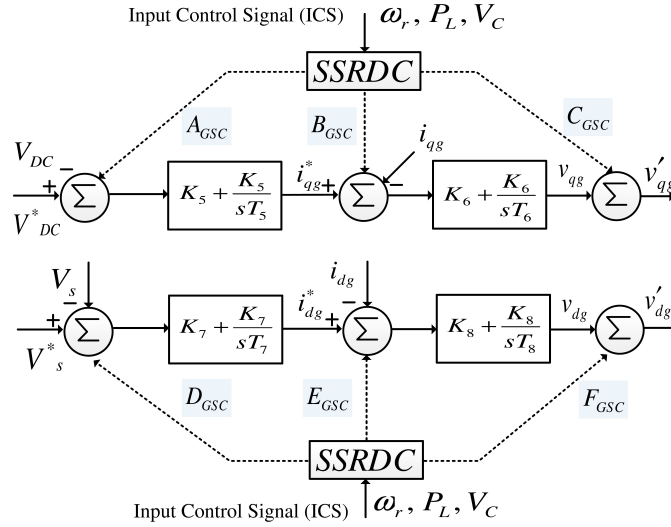 Input Control Signal (ICS) ω_r, P_L, V_C
SSRDC
A_GSC B_GSC C_GSC
V_DC − + V*_DC Σ K_5 + K_5/sT_5 i*_qg + Σ − i_qg K_6 + K_6/sT_6 v_qg Σ v′_qg
V_s − + V*_s Σ K_7 + K_7/sT_7 i*_dg + Σ − i_dg K_8 + K_8/sT_8 v_dg Σ v′_dg
D_GSC E_GSC F_GSC
SSRDC
Input Control Signal (ICS) ω_r, P_L, V_C